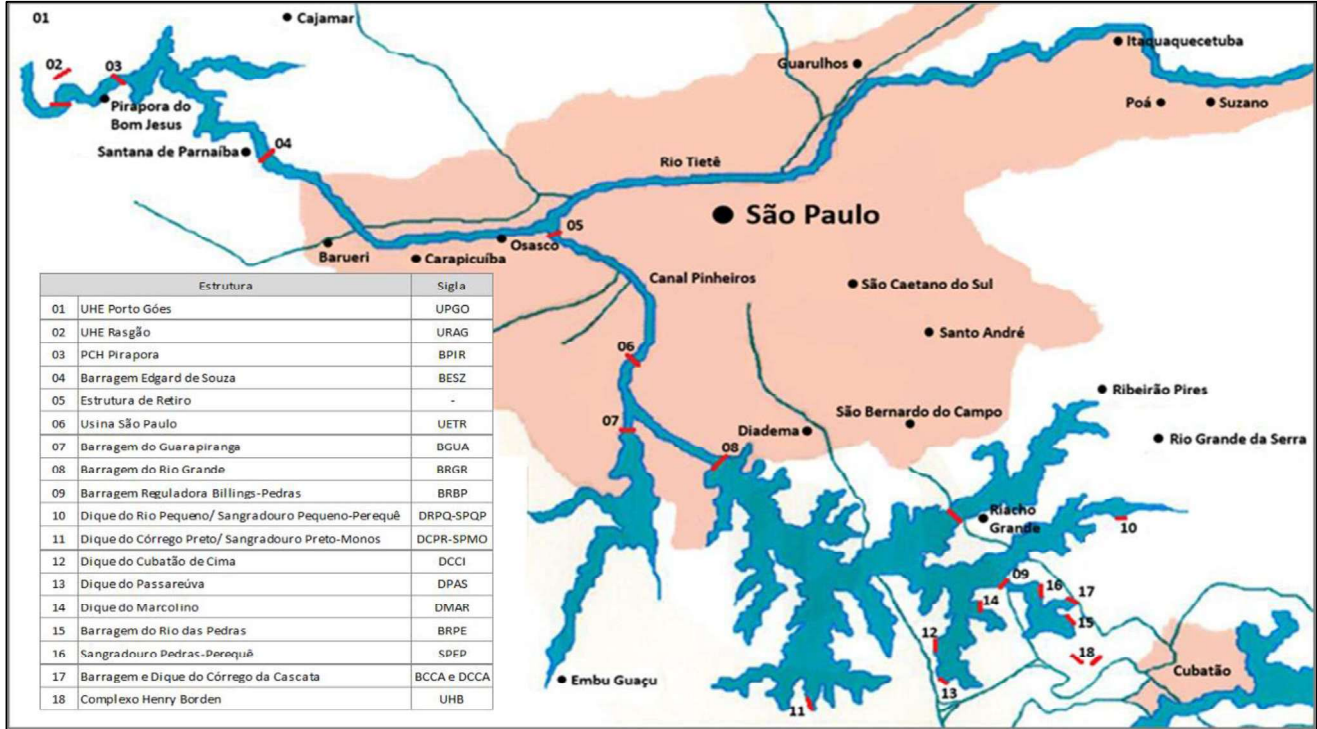 01
Cajamar
02
03
Pirapora do
Bom Jesus
Santana de Parnaíba
04
Guarulhos
Itaquaquecetuba
Poá
Suzano
Rio Tietê
São Paulo
05
Osasco
Barueri
Carapicuíba
Canal Pinheiros
São Caetano do Sul
Santo André
06
Ribeirão Pires
São Bernardo do Campo
07
Diadema
Rio Grande da Serra
08
Riacho
Grande
10
09
16
17
14
15
12
18
Cubatão
13
Embu Guaçu
11
Estrutura Sigla
01 UHE Porto Góes UPGO
02 UHE Rasgão URAG
03 PCH Pirapora BPIR
04 Barragem Edgard de Souza BESZ
05 Estrutura de Retiro -
06 Usina São Paulo UETR
07 Barragem do Guarapiranga BGUA
08 Barragem do Rio Grande BRGR
09 Barragem Reguladora Billings-Pedras BRBP
10 Dique do Rio Pequeno/ Sangradouro Pequeno-Perequê DRPQ-SPQP
11 Dique do Córrego Preto/ Sangradouro Preto-Monos DCPR-SPMO
12 Dique do Cubatão de Cima DCCI
13 Dique do Passareúva DPAS
14 Dique do Marcolino DMAR
15 Barragem do Rio das Pedras BRPE
16 Sangradouro Pedras-Perequê SPEP
17 Barragem e Dique do Córrego da Cascata BCCA e DCCA
18 Complexo Henry Borden UHB